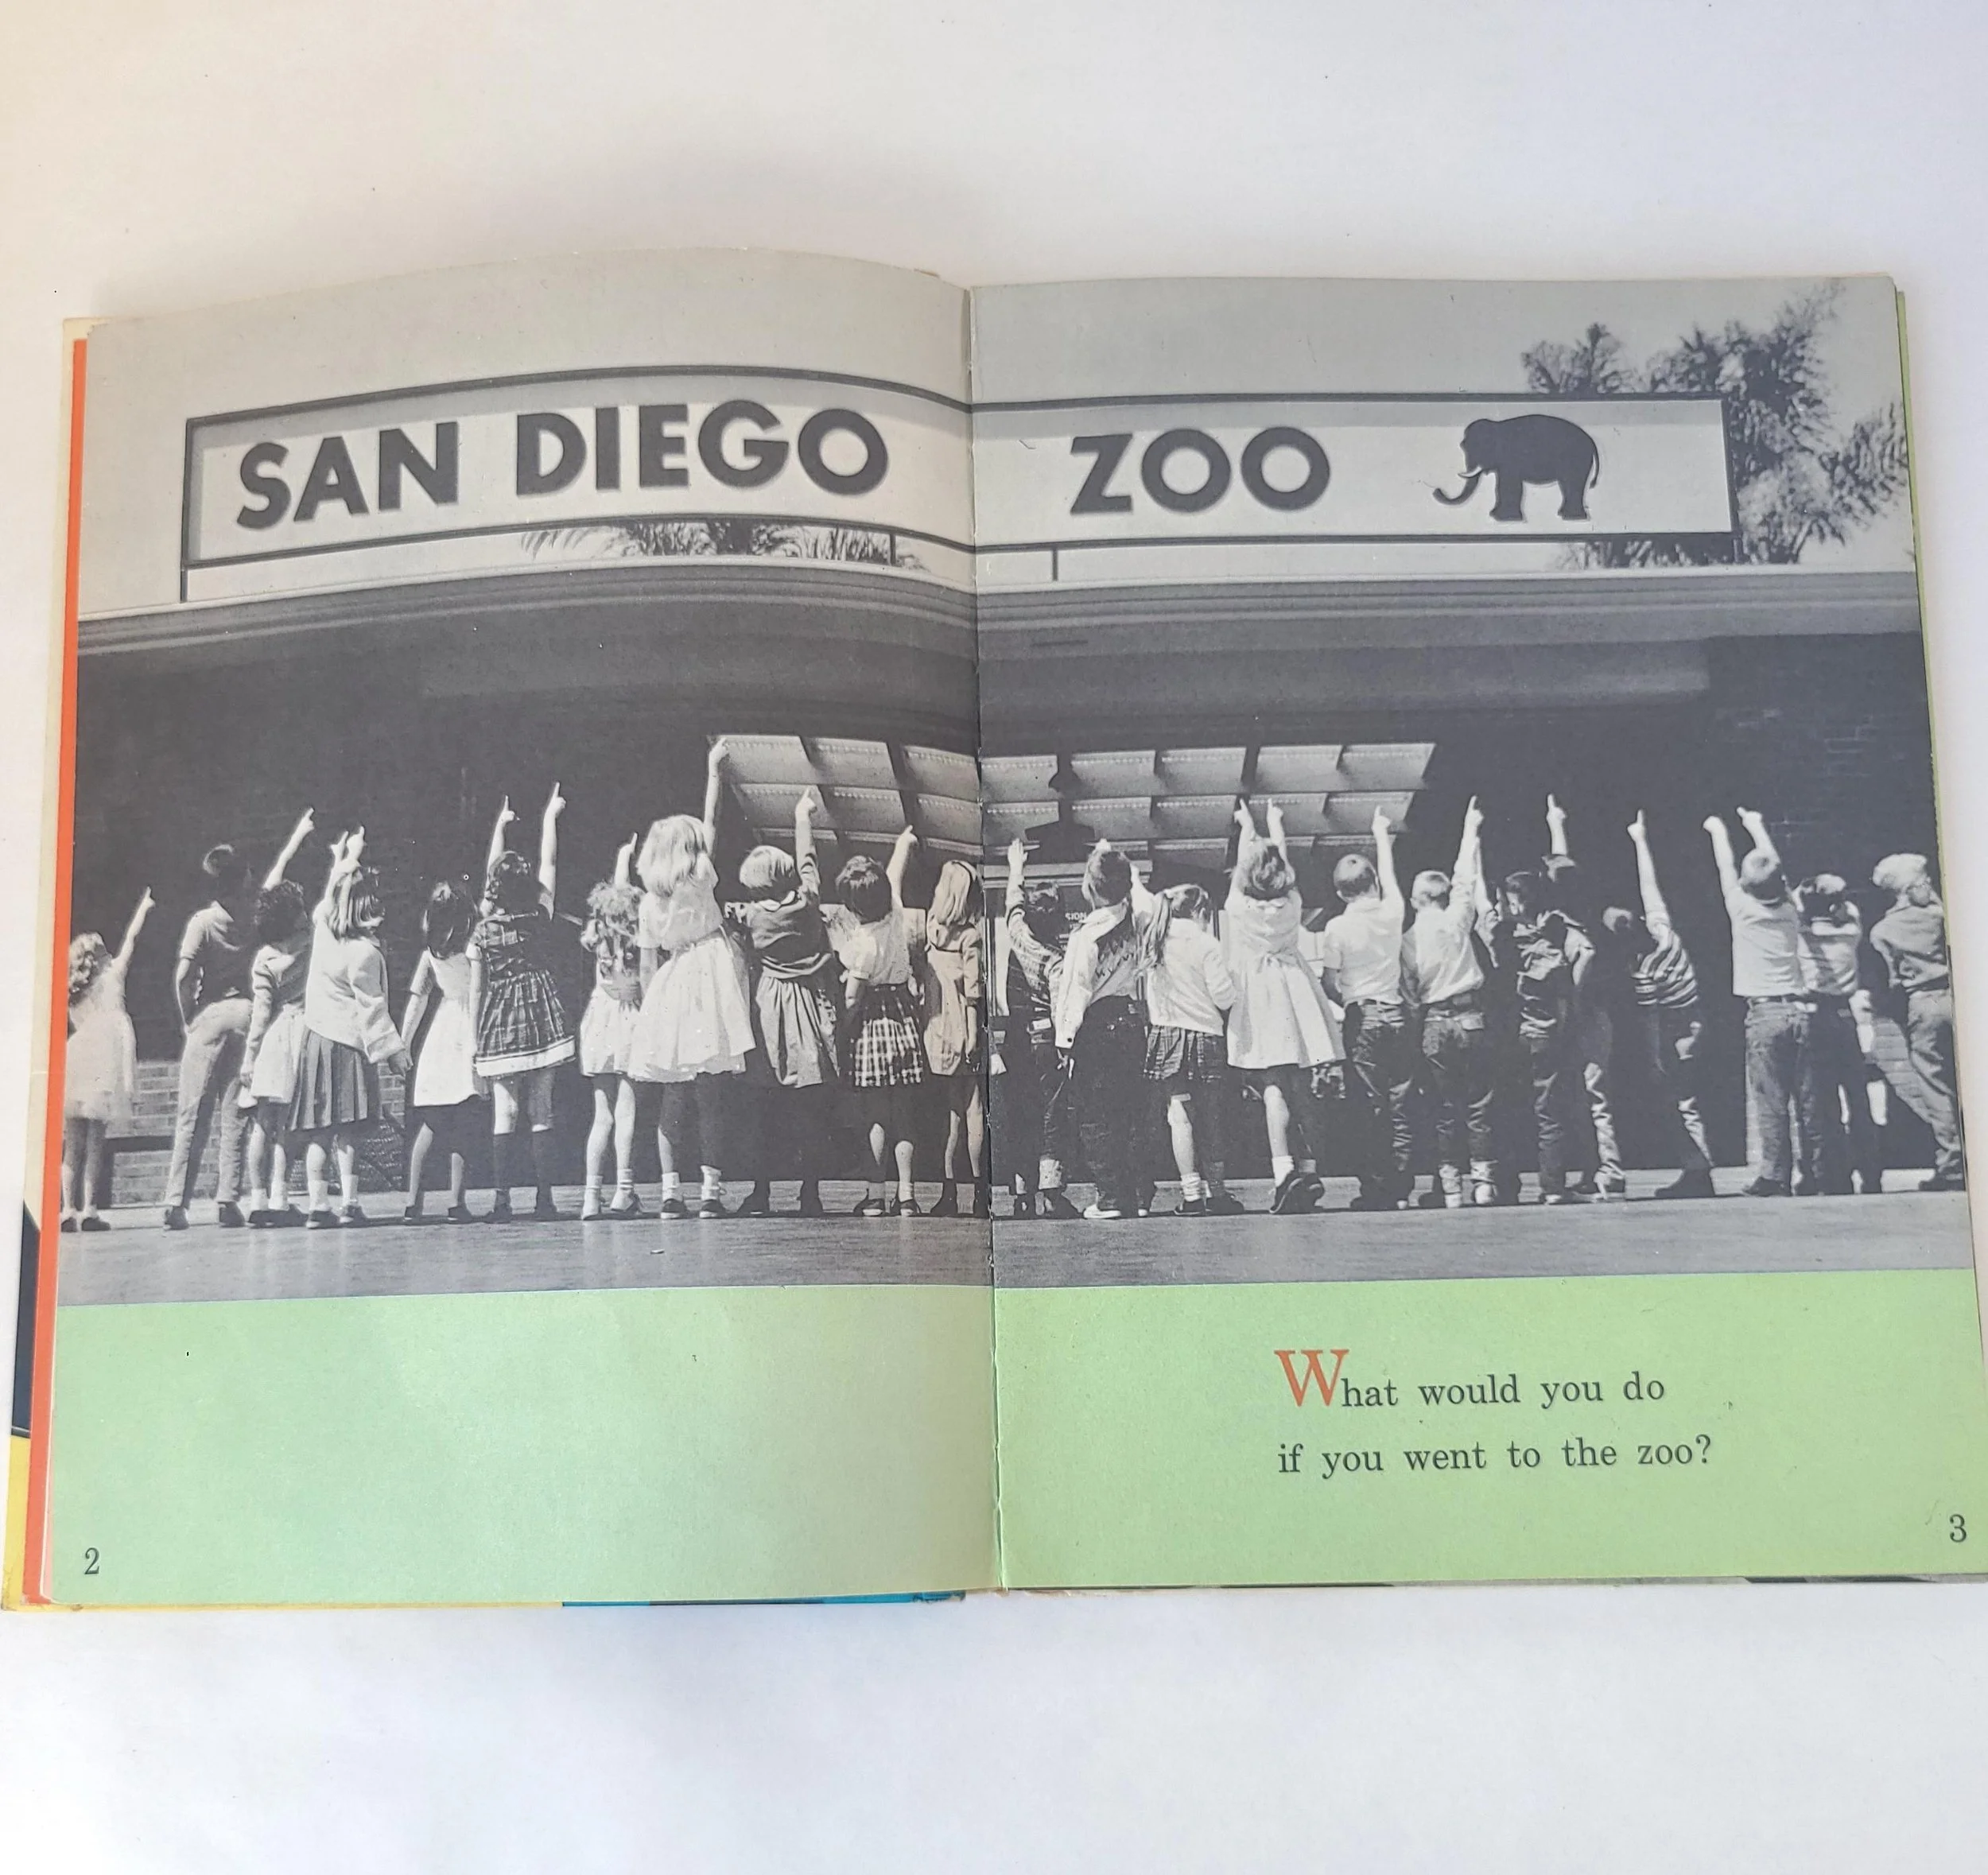 SAN DIEGO ZOO
What would you do
if you went to the zoo?
2
3